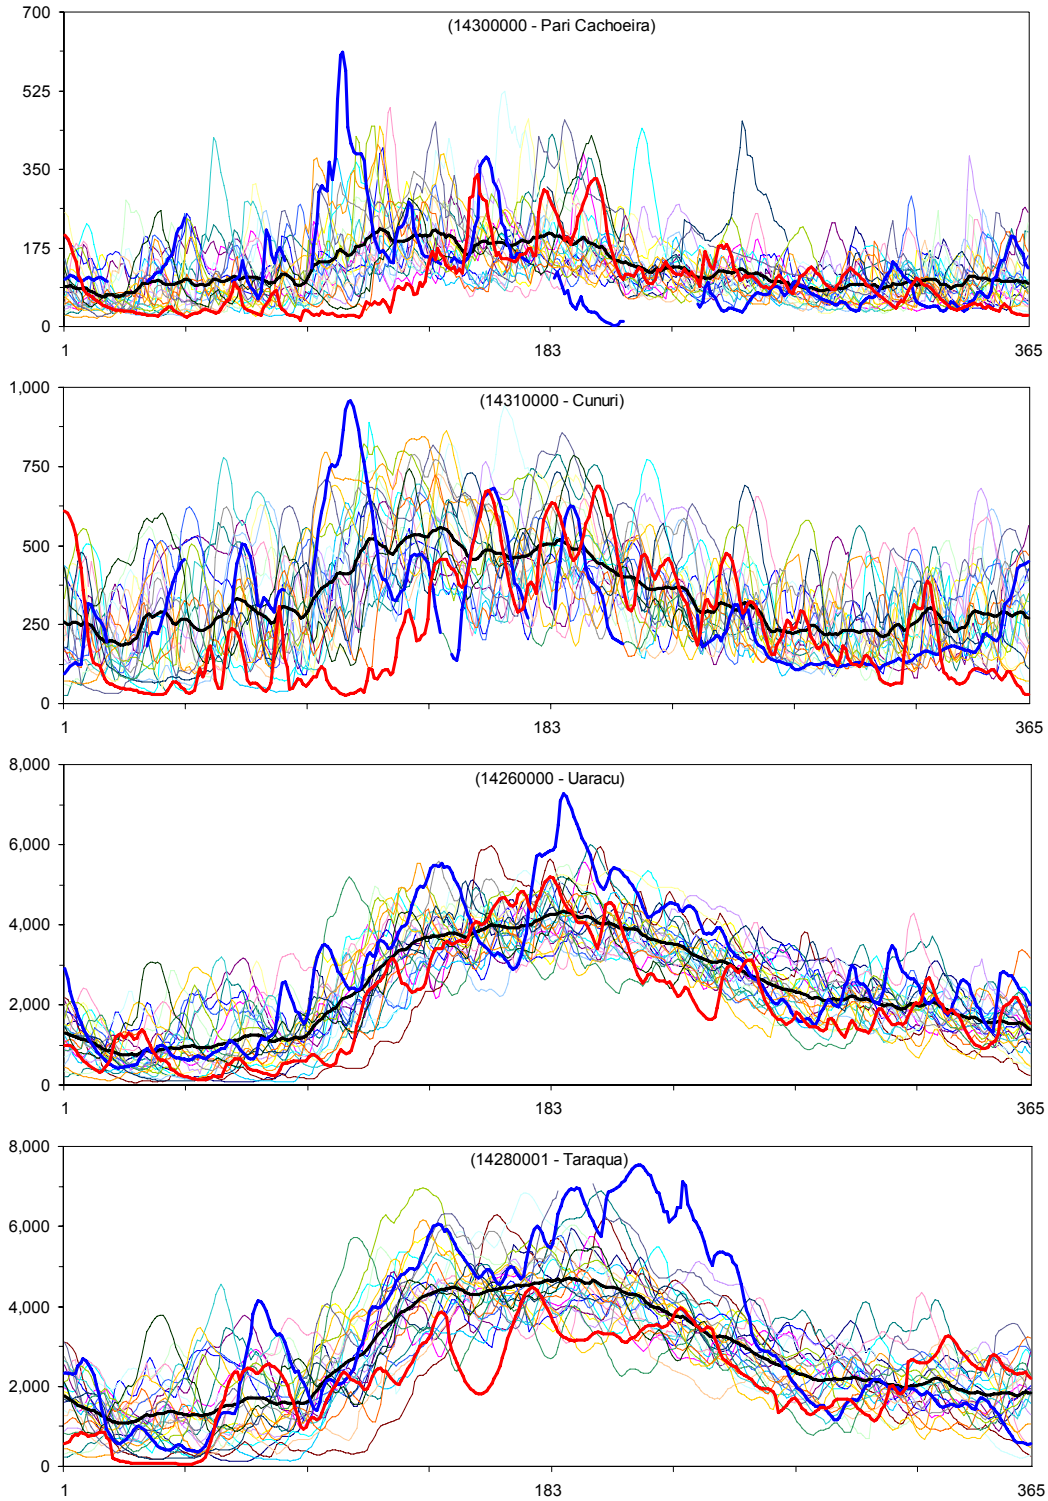 (14300000 - Pari Cachoeira)
700
525
350
175
0
1 183 365
(14310000 - Cunuri)
1,000
750
500
250
0
1 183 365
(14260000 - Uaracu)
8,000
6,000
4,000
2,000
0
1 183 365
(14280001 - Taraqua)
8,000
6,000
4,000
2,000
0
1 183 365